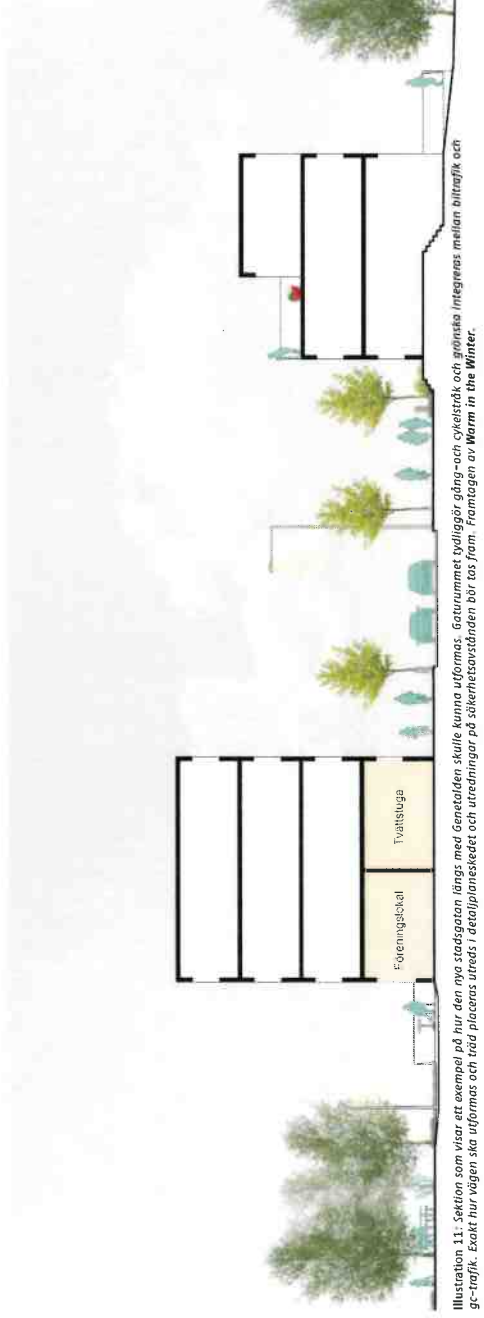 Föreningslokal
Tvättstuga
Illustration 11: Sektion som visar ett exempel på hur den nya stadsgatan längs med Genetalden skulle kunna utformas. Gaturummet tydliggör gång-och cykelstråk och grönska integreras mellan biltrafik och
gc-trafik. Exakt hur vägen ska utformas och träd placeras utreds i detaljplaneskedet och utredningar på säkerhetsavstånden bör tas fram. Framtagen av Warm in the Winter.